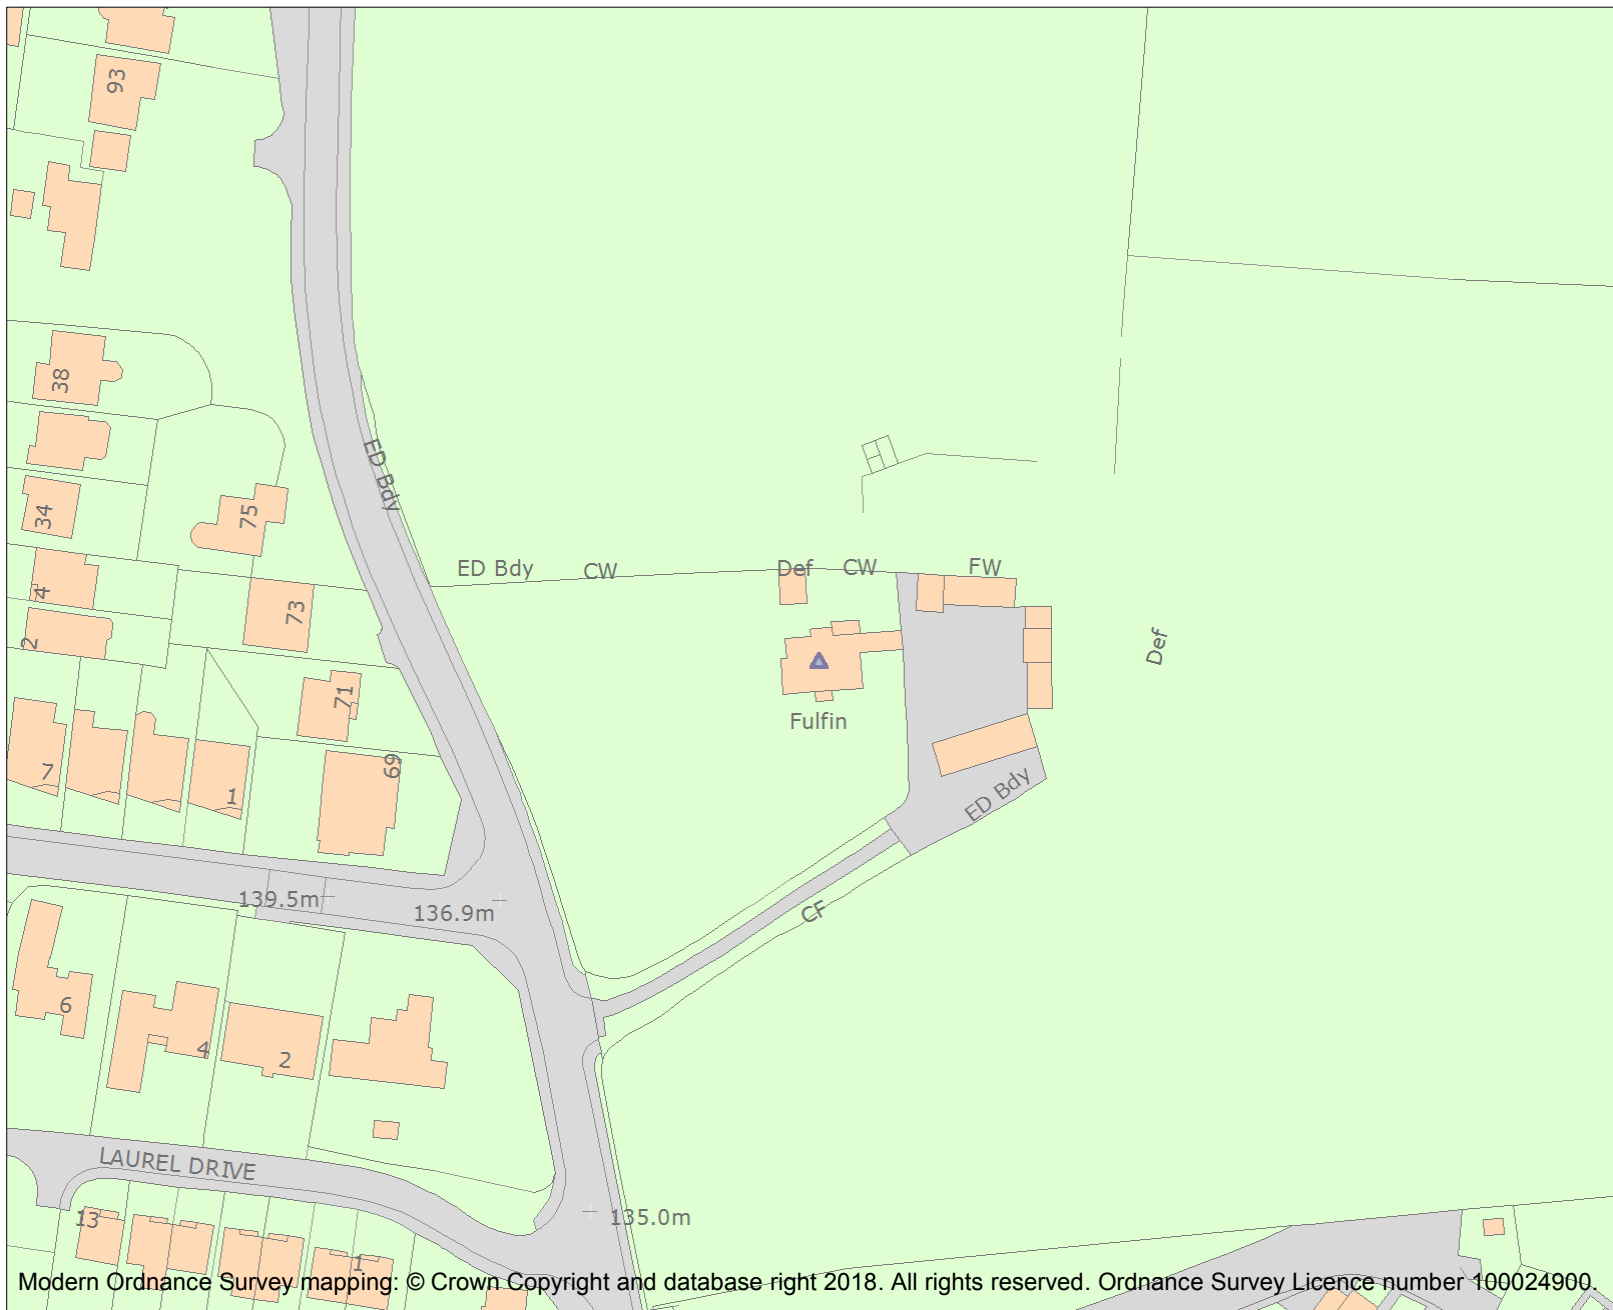 93
38
ED Bdy
34
75
ED Bdy
CW
Def
CW
FW
4
73
2
Def
71
Fulfin
69
7
1
ED Bdy
139.5m
136.9m
CF
6
4
2
LAUREL DRIVE
13
135.0m
1
Modern Ordnance Survey mapping: © Crown Copyright and database right 2018. All rights reserved. Ordnance Survey Licence number 100024900.